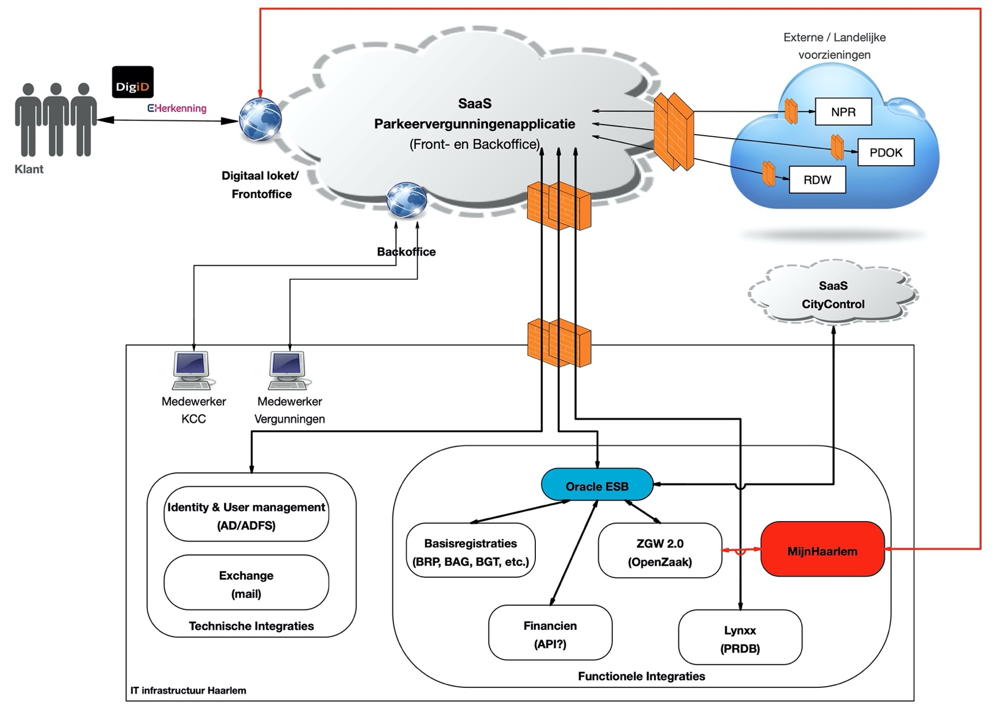 Externe / Landelijke
voorzieningen
DigiD
eHerkenning
Klant
SaaS
Parkeervergunningenapplicatie
(Front- en Backoffice)
NPR
PDOK
RDW
Digitaal loket/
Frontoffice
Backoffice
SaaS
CityControl
Medewerker
KCC
Medewerker
Vergunningen
Oracle ESB
Identity & User management
(AD/ADFS)
Basisregistraties
(BRP, BAG, BGT, etc.)
ZGW 2.0
(OpenZaak)
MijnHaarlem
Exchange
(mail)
Technische Integraties
Financien
(API?)
Lynxx
(PRDB)
Functionele Integraties
IT infrastructuur Haarlem